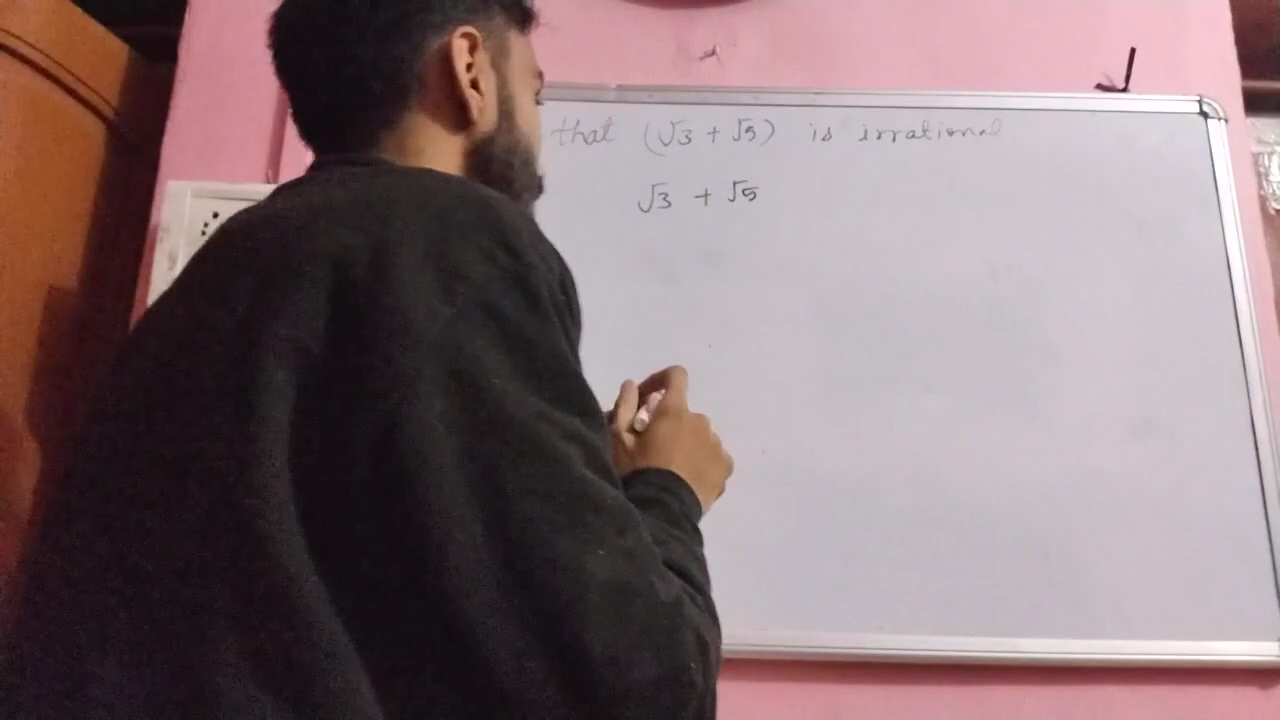 that (√3 + √5) is irrational
√3 + √5